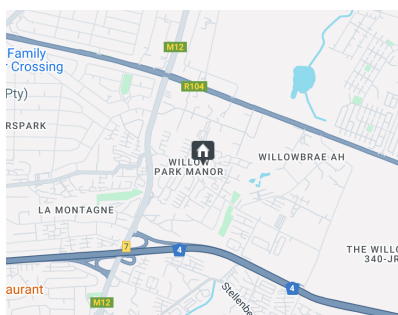 M12
Family
r Crossing
R104
Pty)
RSPARK
WILLOW
PARK MANOR
WILLOWBRAE AH
LA MONTAGNE
7
4
THE WILLO
340-JR
4
aurant
M12
Stellenbe